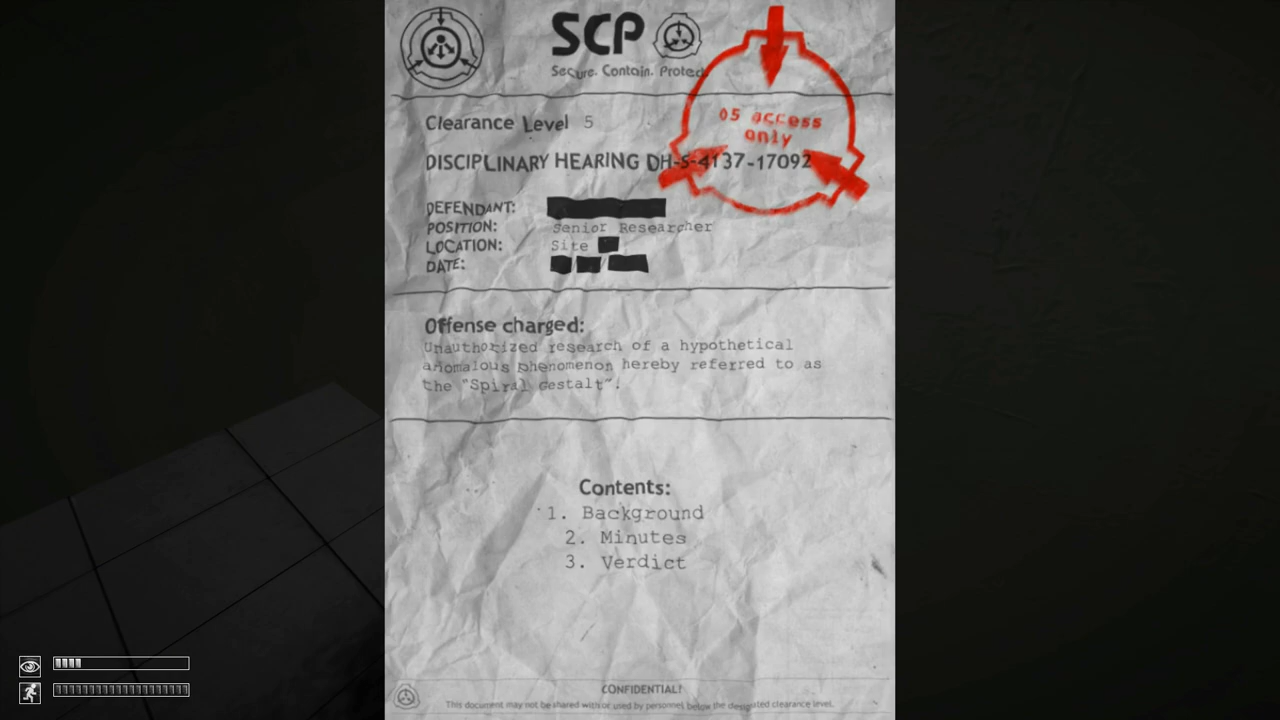 SCP
Secure. Contain. Protect.
05 access
only
Clearance Level 5
DISCIPLINARY HEARING DH-S-4137-17092
DEFENDANT:
POSITION: Senior Researcher
LOCATION: Site
DATE:
Offense charged:
Unauthorized research of a hypothetical
anomalous phenomenon hereby referred to as
the "Spiral Gestalt".
Contents:
1. Background
2. Minutes
3. Verdict
CONFIDENTIAL!
This document may not be shared with or used by personnel below the designated clearance level.